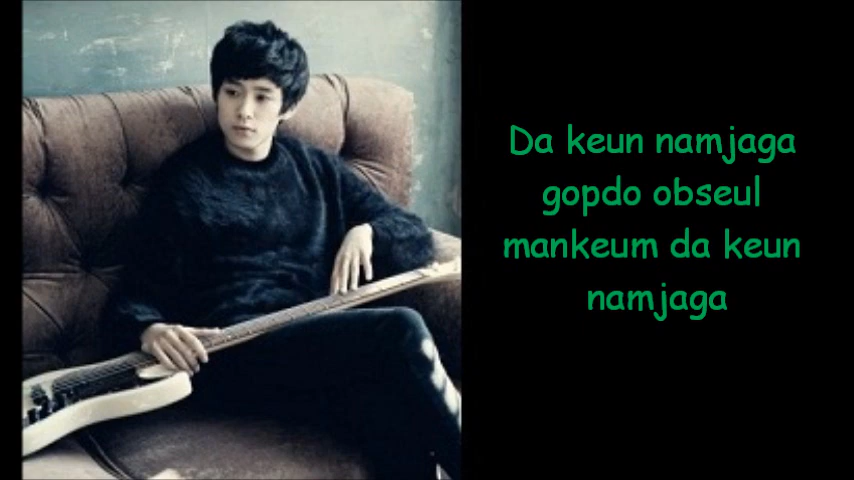 Da keun namjaga
gopdo obseul
mankeum da keun
namjaga